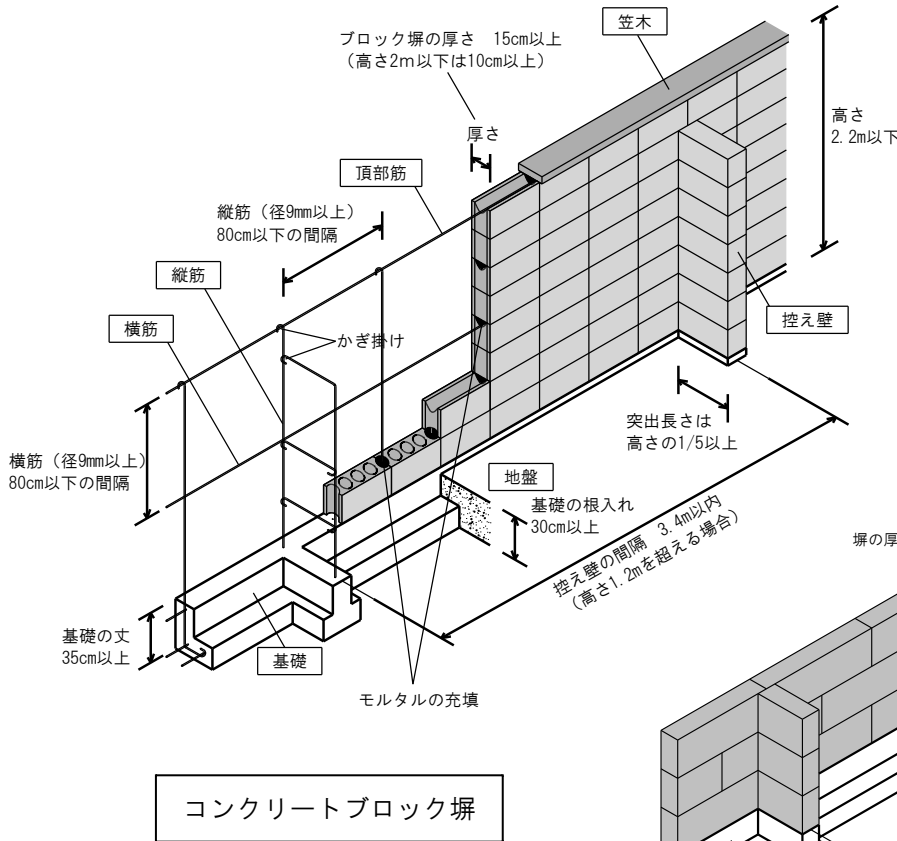 笠木
ブロック塀の厚さ　15cm以上
（高さ2ｍ以下は10cm以上）
高さ
2.2m以下
厚さ
頂部筋
縦筋（径9mm以上）
80cm以下の間隔
縦筋
横筋
かぎ掛け
控え壁
突出長さは
高さの1/5以上
横筋（径9mm以上）
80cm以下の間隔
地盤
基礎の根入れ
30cm以上
控え壁の間隔　3.4m以内
（高さ1.2mを超える場合）
塀の厚
基礎の丈
35cm以上
基礎
モルタルの充填
コンクリートブロック塀